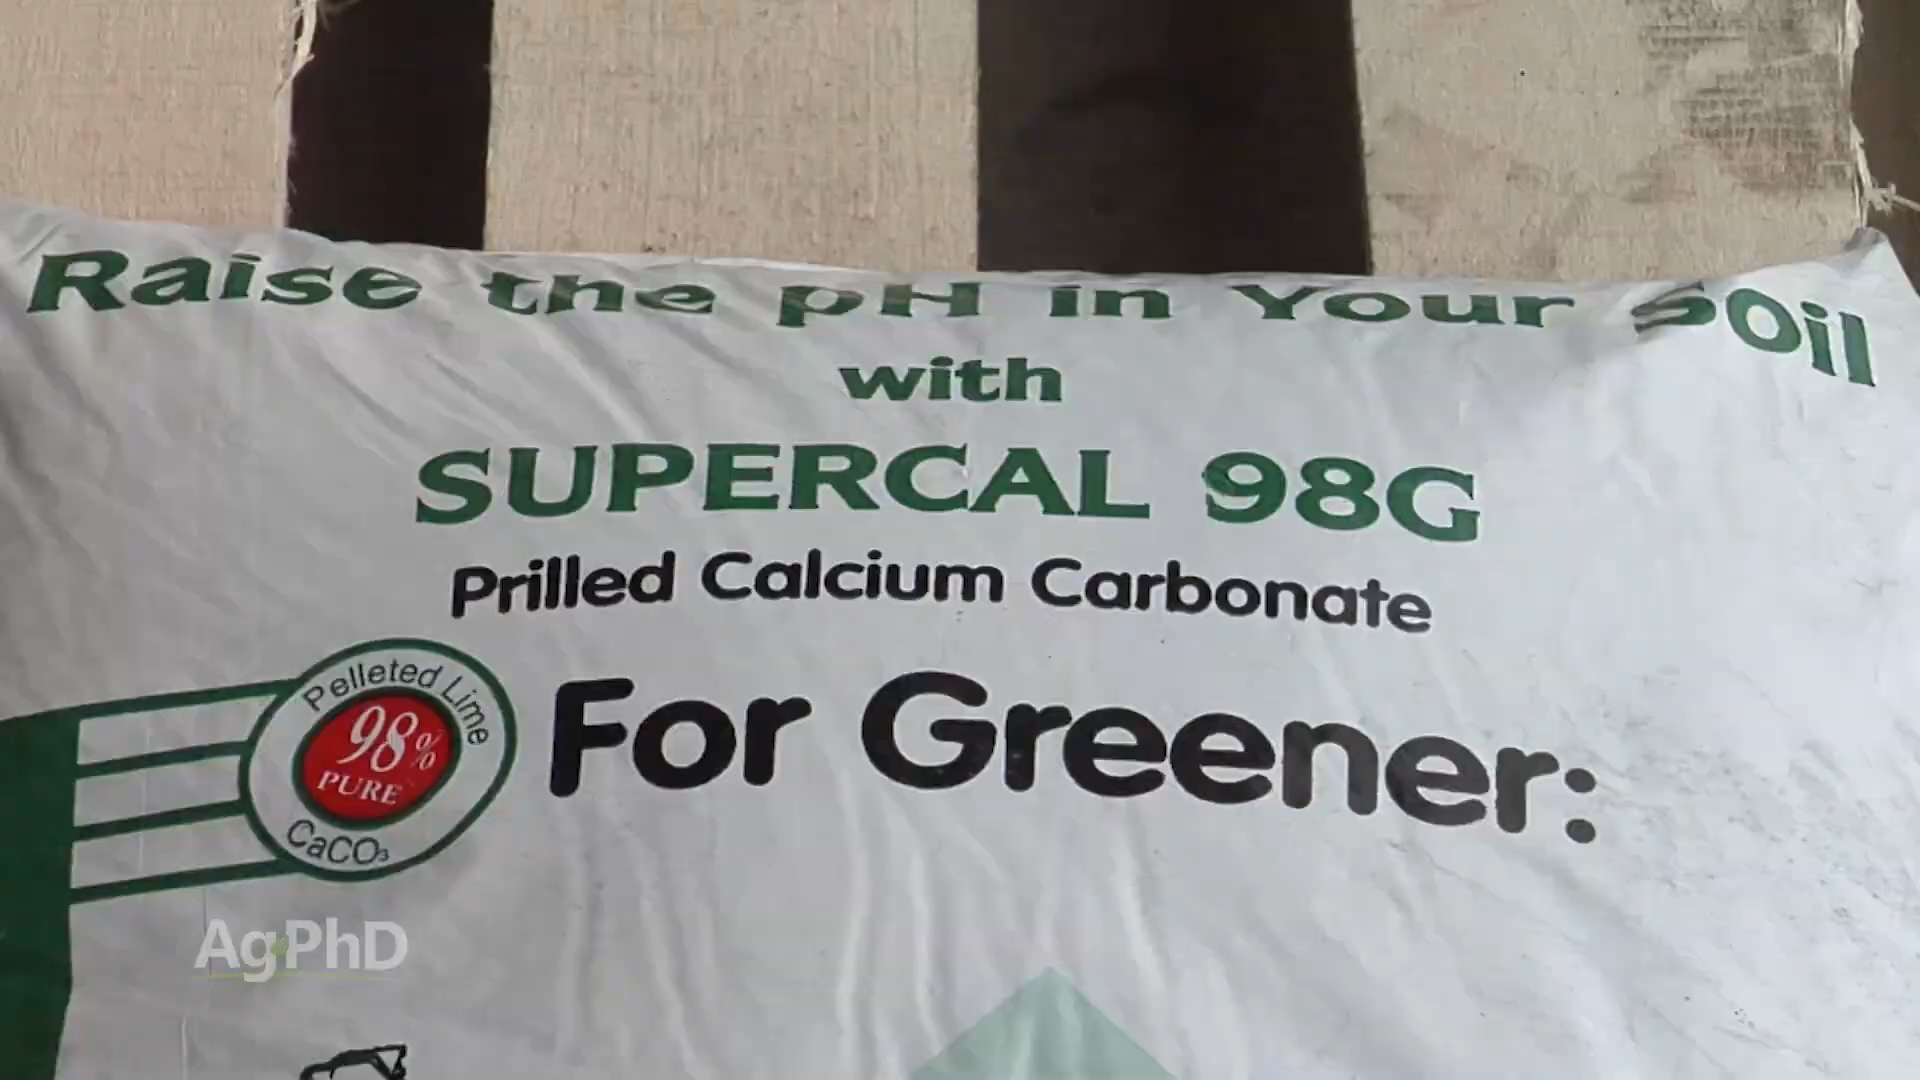 Raise the pH in Your Soil
with
SUPERCAL 98G
Prilled Calcium Carbonate
Pelleted Lime
98%
PURE
CaCO₃
For Greener:
AgPhD